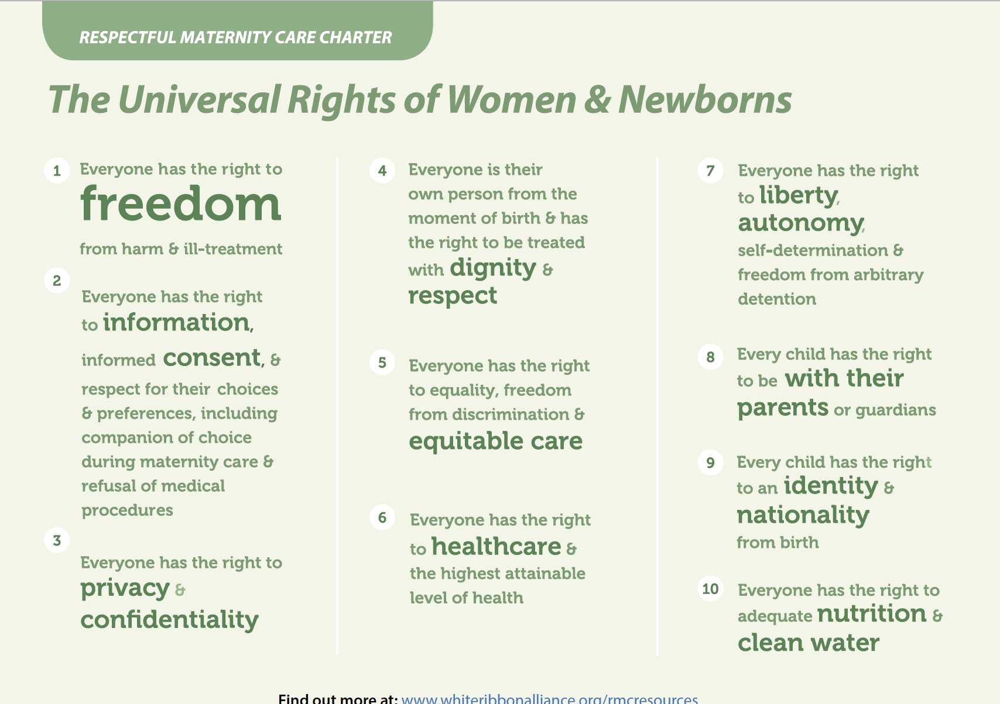 RESPECTFUL MATERNITY CARE CHARTER
The Universal Rights of Women & Newborns
1
Everyone has the right to
freedom
from harm & ill-treatment
2
Everyone has the right
to information,
informed consent, &
respect for their choices
& preferences, including
companion of choice
during maternity care &
refusal of medical
procedures
3
Everyone has the right to
privacy &
confidentiality
4
Everyone is their
own person from the
moment of birth & has
the right to be treated
with dignity &
respect
5
Everyone has the right
to equality, freedom
from discrimination &
equitable care
6
Everyone has the right
to healthcare &
the highest attainable
level of health
7
Everyone has the right
to liberty,
autonomy,
self-determination &
freedom from arbitrary
detention
8
Every child has the right
to be with their
parents or guardians
9
Every child has the right
to an identity &
nationality
from birth
10
Everyone has the right to
adequate nutrition &
clean water
Find out more at: www.whiteribbonalliance.org/rmcresources